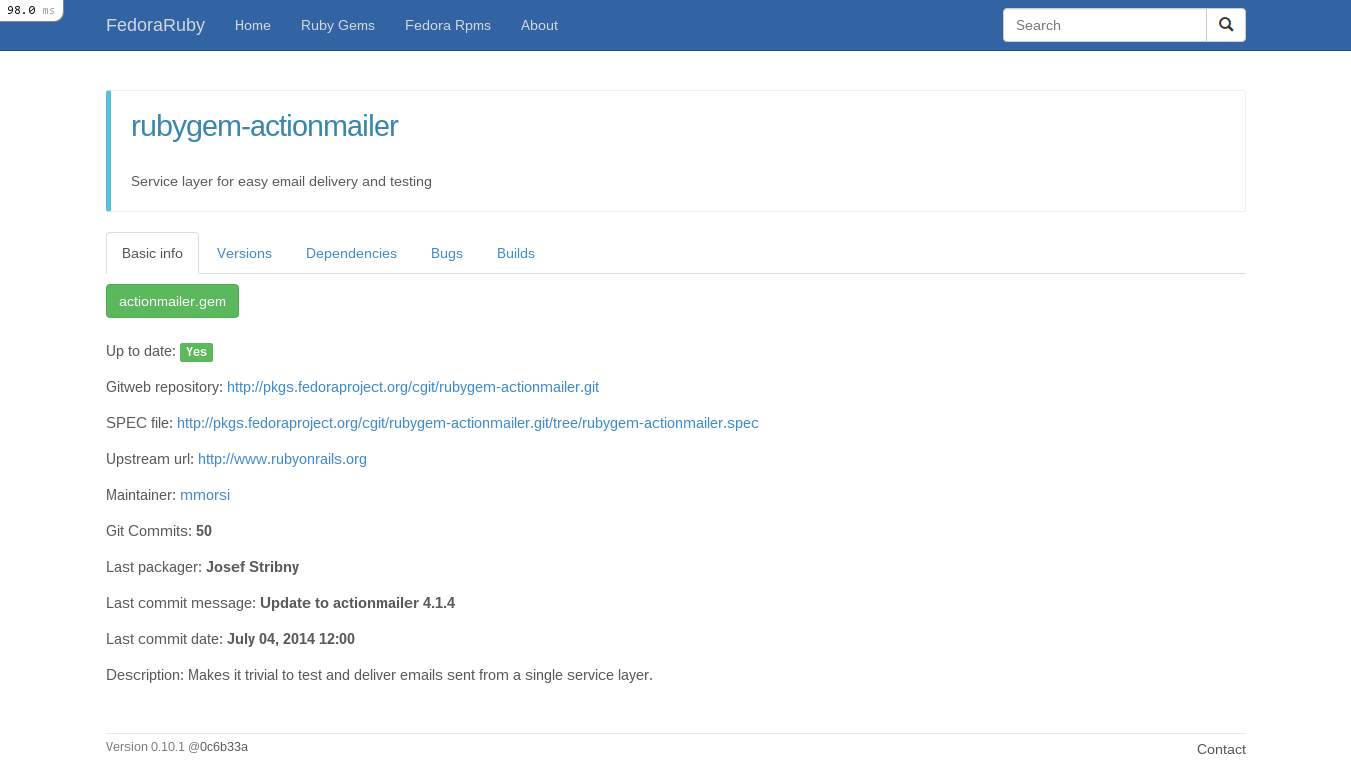 98.0 ms
FedoraRuby Home Ruby Gems Fedora Rpms About Search
rubygem-actionmailer
Service layer for easy email delivery and testing
Basic info Versions Dependencies Bugs Builds
actionmailer.gem
Up to date: Yes
Gitweb repository: http://pkgs.fedoraproject.org/cgit/rubygem-actionmailer.git
SPEC file: http://pkgs.fedoraproject.org/cgit/rubygem-actionmailer.git/tree/rubygem-actionmailer.spec
Upstream url: http://www.rubyonrails.org
Maintainer: mmorsi
Git Commits: 50
Last packager: Josef Stribny
Last commit message: Update to actionmailer 4.1.4
Last commit date: July 04, 2014 12:00
Description: Makes it trivial to test and deliver emails sent from a single service layer.
Version 0.10.1 @0c6b33a Contact